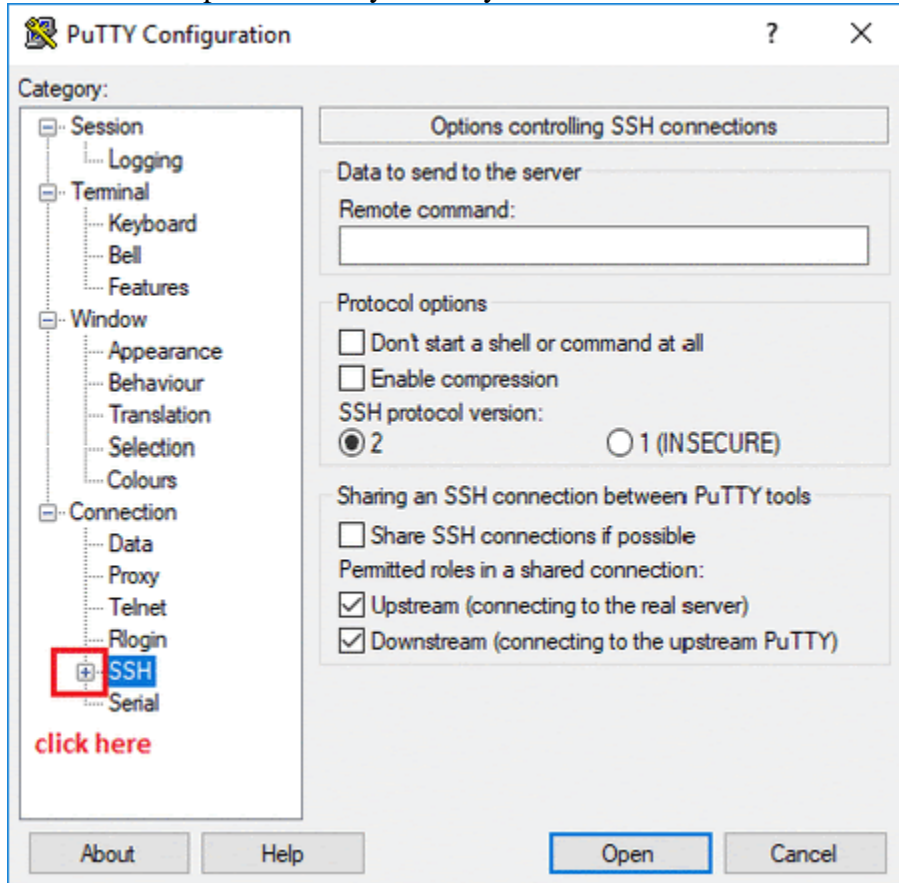 PuTTY Configuration
?
Category:
Session
Logging
Terminal
Keyboard
Bell
Features
Window
Appearance
Behaviour
Translation
Selection
Colours
Connection
Data
Proxy
Telnet
Rlogin
SSH
Serial
click here
Options controlling SSH connections
Data to send to the server
Remote command:
Protocol options
Don't start a shell or command at all
Enable compression
SSH protocol version:
2 1 (INSECURE)
Sharing an SSH connection between PuTTY tools
Share SSH connections if possible
Permitted roles in a shared connection:
Upstream (connecting to the real server)
Downstream (connecting to the upstream PuTTY)
About Help Open Cancel